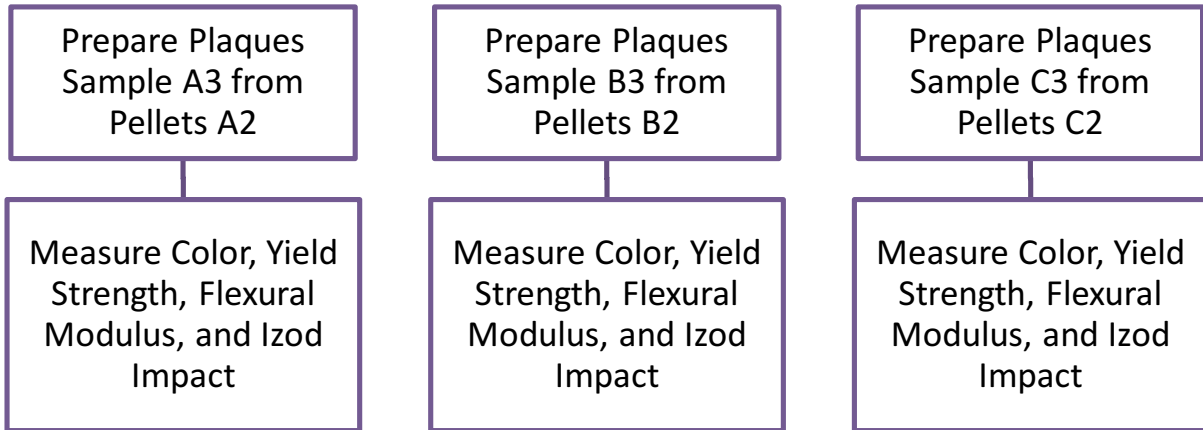 Prepare Plaques
Sample A3 from
Pellets A2
Measure Color, Yield
Strength, Flexural
Modulus, and Izod
Impact
Prepare Plaques
Sample B3 from
Pellets B2
Measure Color, Yield
Strength, Flexural
Modulus, and Izod
Impact
Prepare Plaques
Sample C3 from
Pellets C2
Measure Color, Yield
Strength, Flexural
Modulus, and Izod
Impact